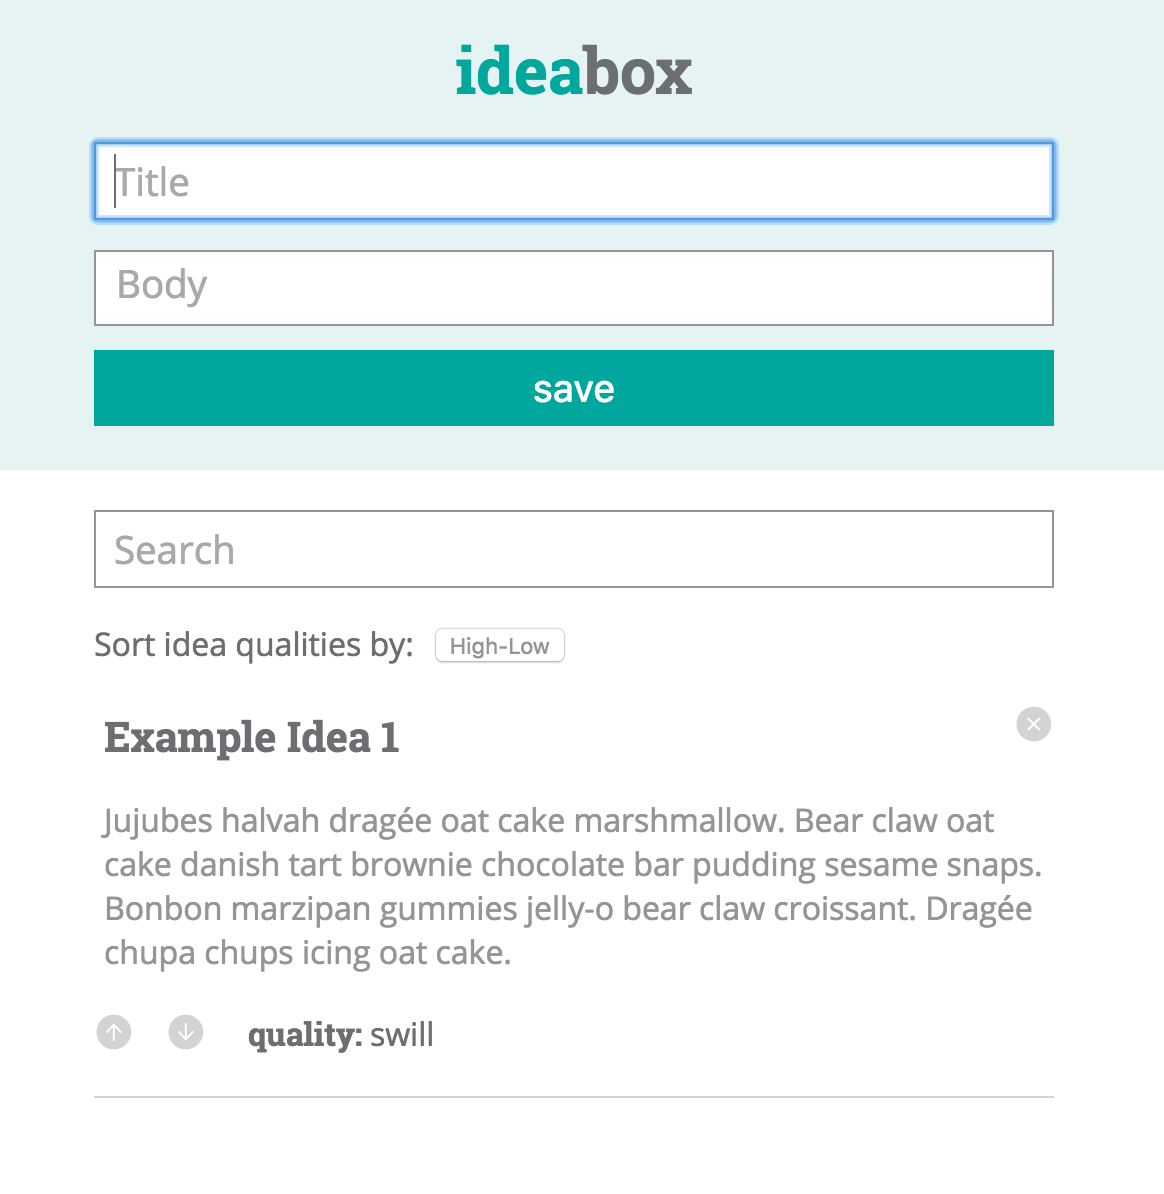 ideabox
Title
Body
save
Search
Sort idea qualities by: High-Low
Example Idea 1
Jujubes halvah dragée oat cake marshmallow. Bear claw oat
cake danish tart brownie chocolate bar pudding sesame snaps.
Bonbon marzipan gummies jelly-o bear claw croissant. Dragée
chupa chups icing oat cake.
quality: swill